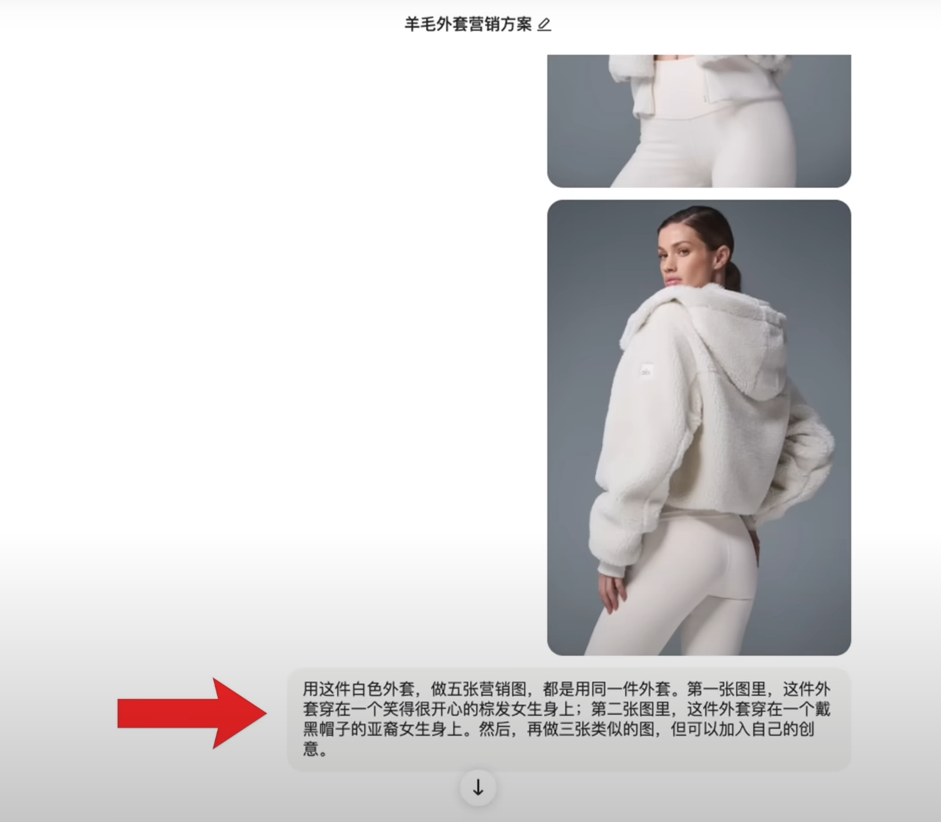 羊毛外套营销方案
用这件白色外套，做五张营销图，都是用同一件外套。第一张图里，这件外
套穿在一个笑得很开心的棕发女生身上；第二张图里，这件外套穿在一个戴
黑帽子的亚裔女生身上。然后，再做三张类似的图，但可以加入自己的创
意。